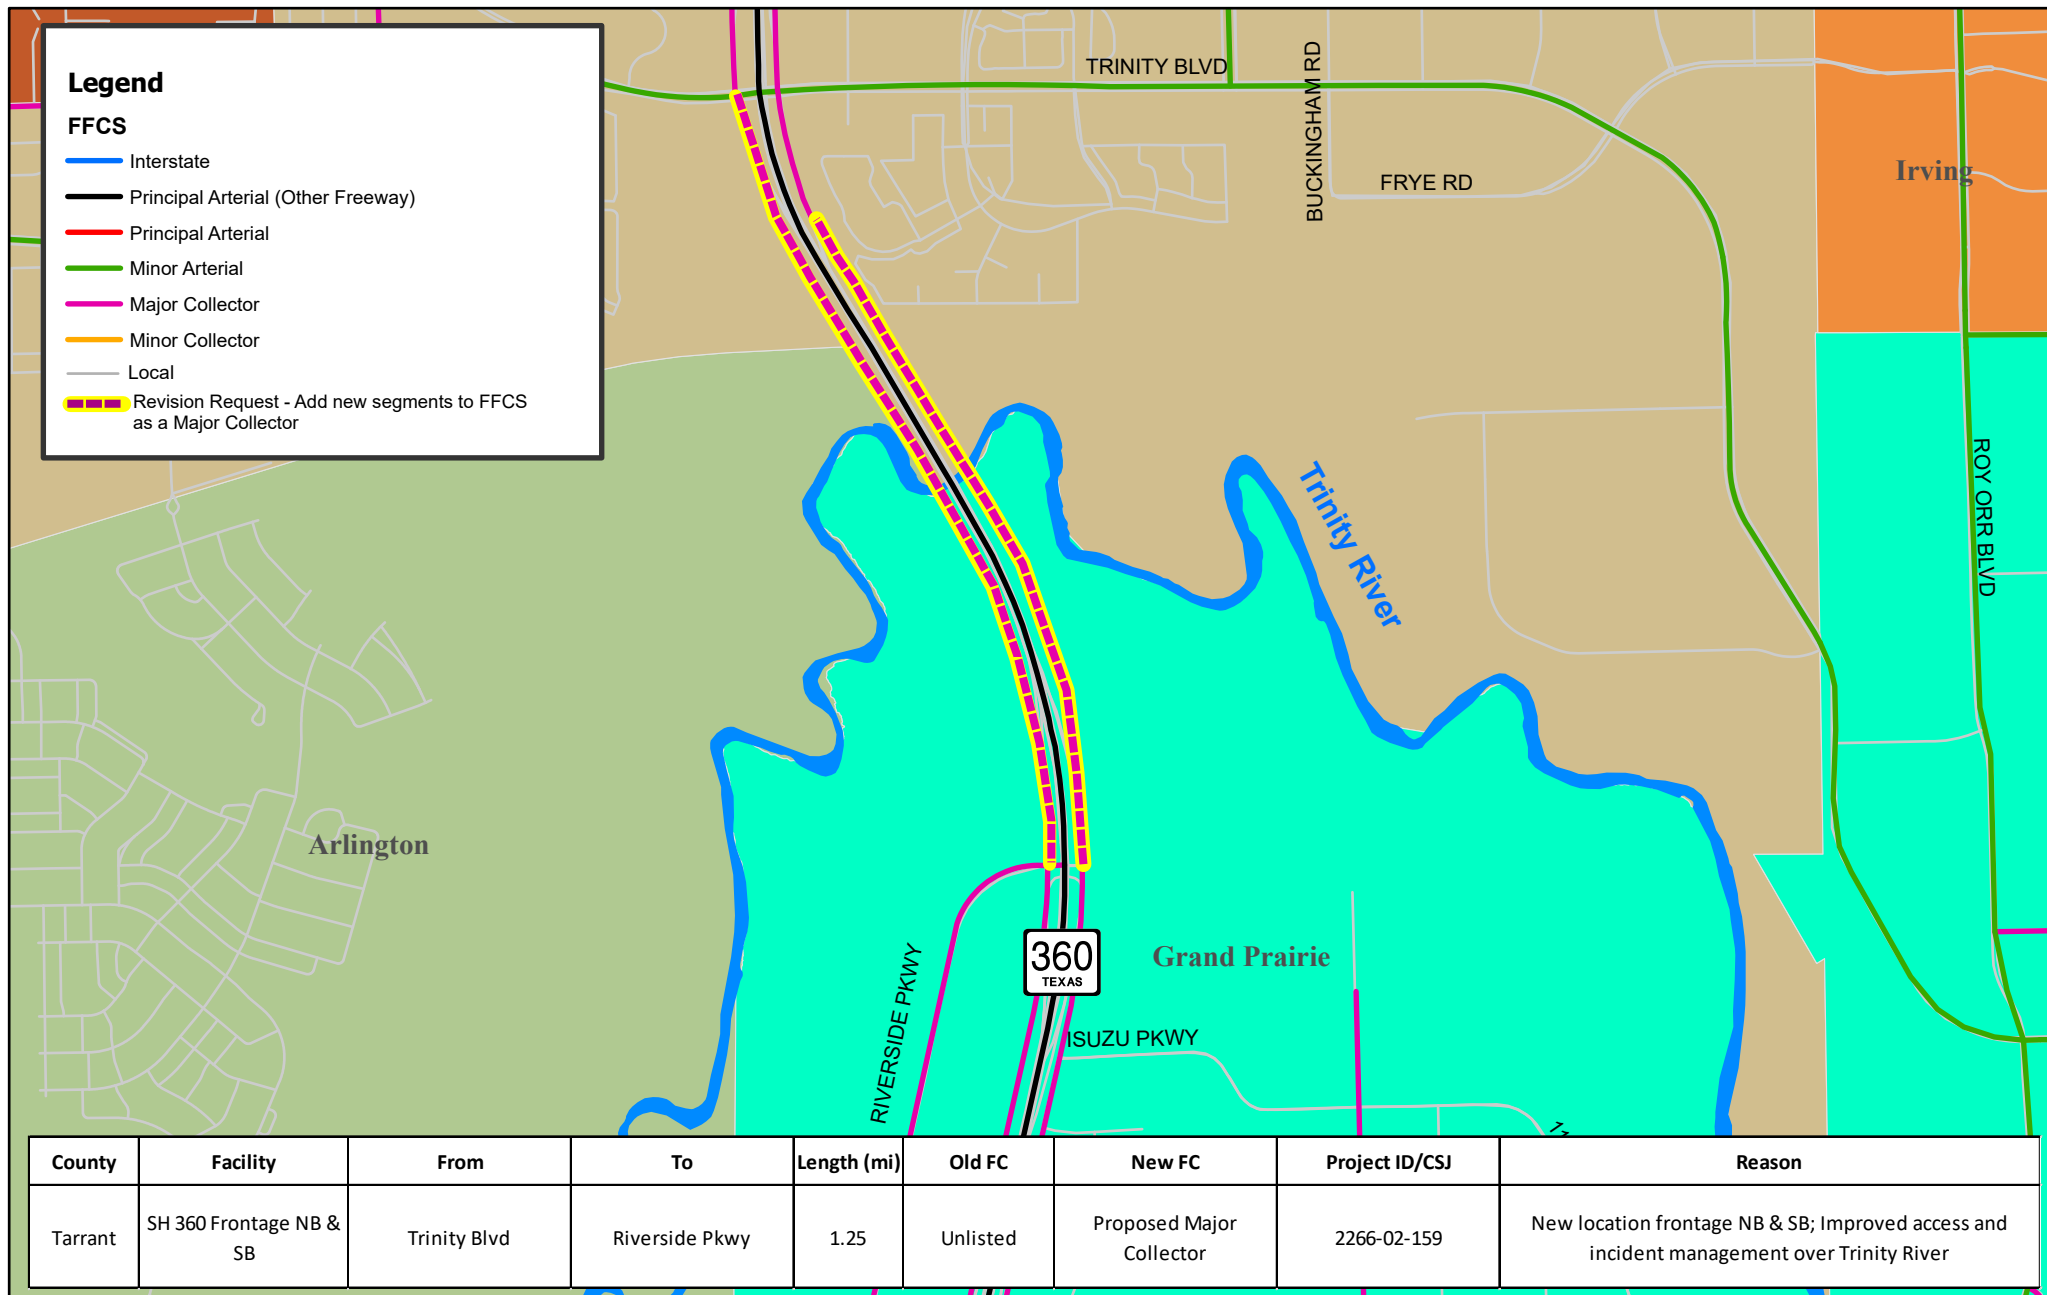 Legend
FFCS
Interstate
Principal Arterial (Other Freeway)
Principal Arterial
Minor Arterial
Major Collector
Minor Collector
Local
Revision Request - Add new segments to FFCS
as a Major Collector
TRINITY BLVD
BUCKINGHAM RD
FRYE RD
Irving
ROY ORR BLVD
Trinity River
Arlington
Grand Prairie
360
TEXAS
RIVERSIDE PKWY
ISUZU PKWY
County Facility From To Length (mi) Old FC New FC Project ID/CSJ Reason
Tarrant
SH 360 Frontage NB &
SB
Trinity Blvd
Riverside Pkwy
1.25
Unlisted
Proposed Major
Collector
2266-02-159
New location frontage NB & SB; Improved access and
incident management over Trinity River